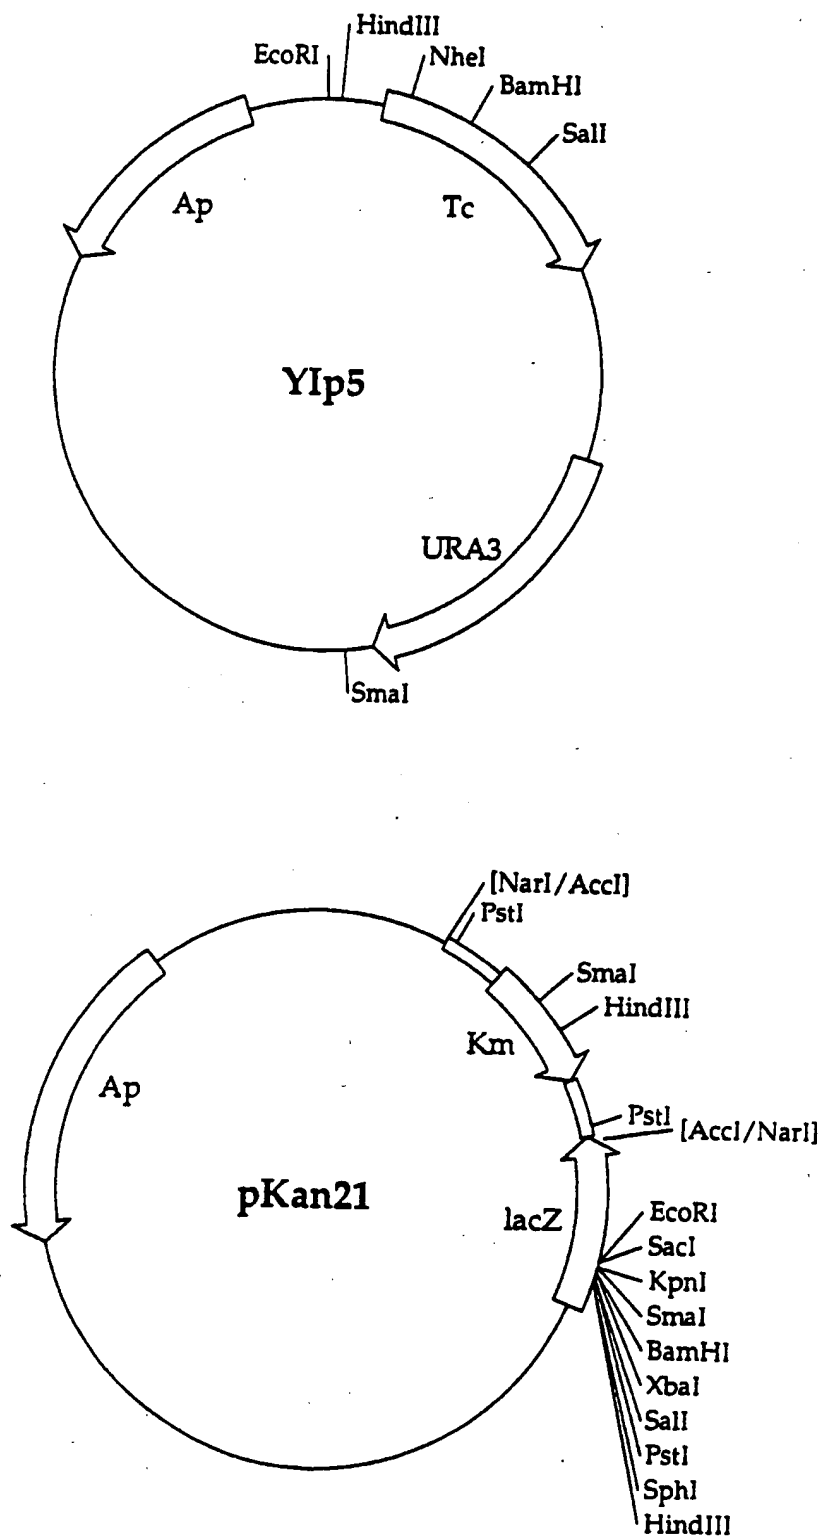 HindIII
EcoRI
NheI
BamHI
SalI
Ap
Tc
YIp5
URA3
SmaI
[NarI/AccI]
PstI
SmaI
HindIII
Km
Ap
PstI
[AccI/NarI]
pKan21
lacZ
EcoRI
SacI
KpnI
SmaI
BamHI
XbaI
SalI
PstI
SphI
HindIII